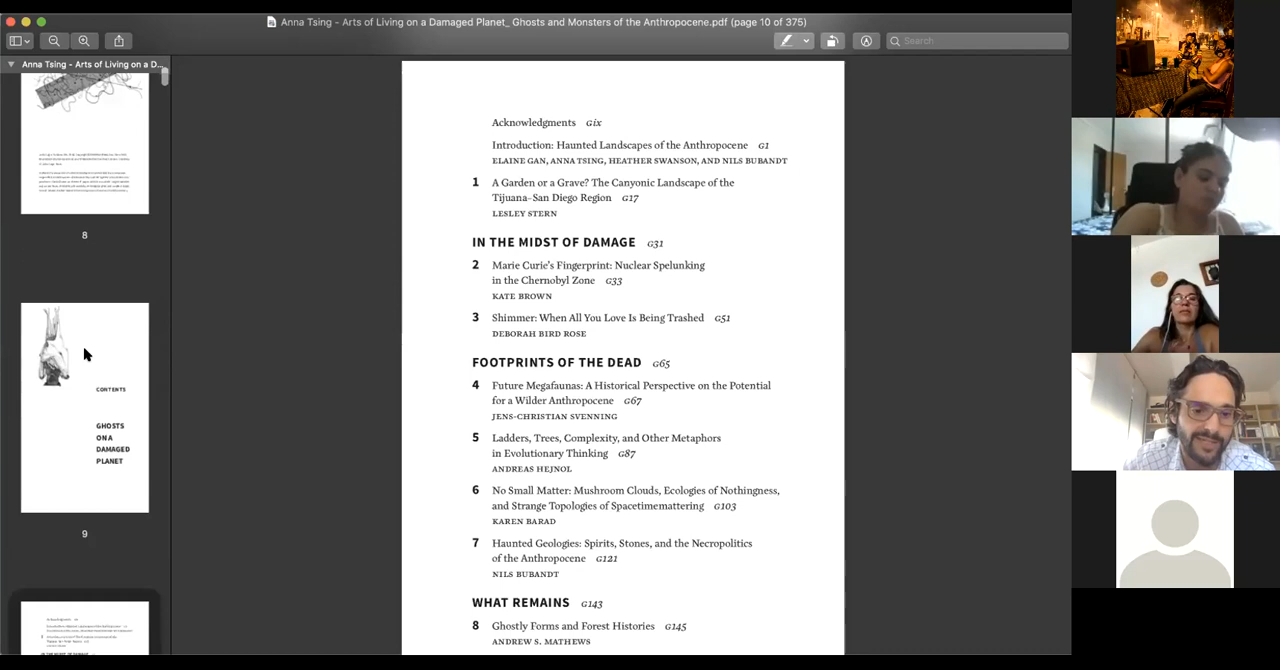 Anna Tsing - Arts of Living on a Damaged Planet_ Ghosts and Monsters of the Anthropocene.pdf (page 10 of 375)
Search
Anna Tsing - Arts of Living on a D...
8
CONTENTS
GHOSTS
ON A
DAMAGED
PLANET
9
Acknowledgments Gix
Introduction: Haunted Landscapes of the Anthropocene G1
ELAINE GAN, ANNA TSING, HEATHER SWANSON, AND NILS BUBANDT
1 A Garden or a Grave? The Canyonic Landscape of the
Tijuana–San Diego Region G17
LESLEY STERN
IN THE MIDST OF DAMAGE G31
2 Marie Curie's Fingerprint: Nuclear Spelunking
in the Chernobyl Zone G33
KATE BROWN
3 Shimmer: When All You Love Is Being Trashed G51
DEBORAH BIRD ROSE
FOOTPRINTS OF THE DEAD G65
4 Future Megafaunas: A Historical Perspective on the Potential
for a Wilder Anthropocene G67
JENS-CHRISTIAN SVENNING
5 Ladders, Trees, Complexity, and Other Metaphors
in Evolutionary Thinking G87
ANDREAS HEJNOL
6 No Small Matter: Mushroom Clouds, Ecologies of Nothingness,
and Strange Topologies of Spacetimemattering G103
KAREN BARAD
7 Haunted Geologies: Spirits, Stones, and the Necropolitics
of the Anthropocene G121
NILS BUBANDT
WHAT REMAINS G143
8 Ghostly Forms and Forest Histories G145
ANDREW S. MATHEWS